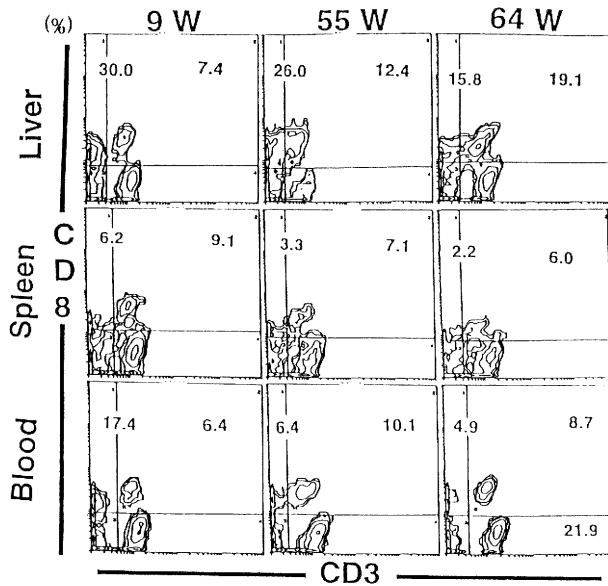 (%) 9 W 55 W 64 W
Liver
30.0 7.4 26.0 12.4 15.8 19.1
CD8
Spleen
6.2 9.1 3.3 7.1 2.2 6.0
Blood
17.4 6.4 6.4 10.1 4.9 8.7
21.9
CD3